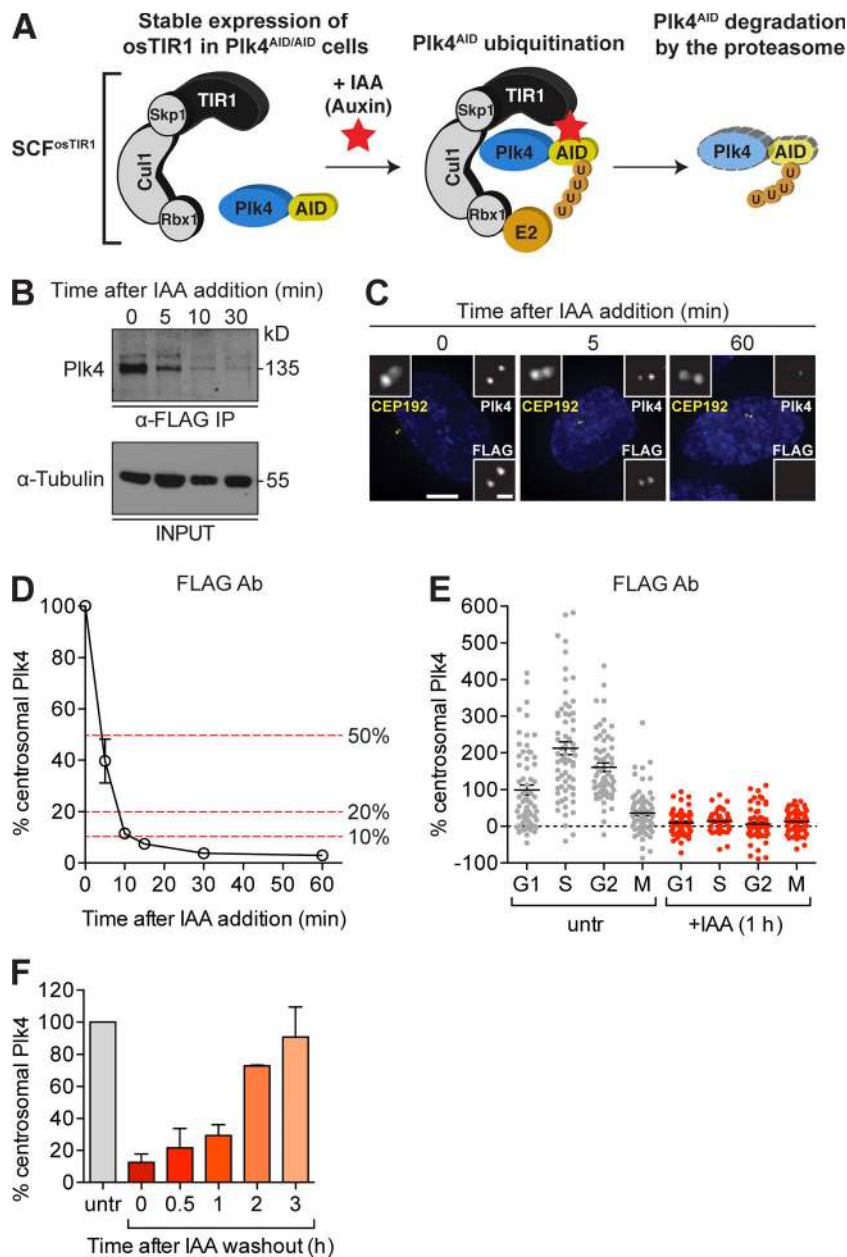 A
Stable expression of
osTIR1 in Plk4AID/AID cells
Plk4AID ubiquitination
Plk4AID degradation
by the proteasome
SCFosTIR1
TIR1
Skp1
Cul1
Rbx1
Plk4
AID
+ IAA
(Auxin)
TIR1
Skp1
Cul1
Rbx1
Plk4
AID
U
U
U
U
E2
Plk4
AID
U
U
U
U
B
Time after IAA addition (min)
0 5 10 30
kD
Plk4
-135
α-FLAG IP
α-Tubulin
-55
INPUT
C
Time after IAA addition (min)
0 5 60
CEP192
Plk4
FLAG
CEP192
Plk4
FLAG
CEP192
Plk4
FLAG
D
FLAG Ab
% centrosomal Plk4
100
80
60
40
20
0
50%
20%
10%
0 10 20 30 40 50 60
Time after IAA addition (min)
E
FLAG Ab
% centrosomal Plk4
600
500
400
300
200
100
0
-100
G1 S G2 M G1 S G2 M
untr
+IAA (1 h)
F
% centrosomal Plk4
100
80
60
40
20
0
untr 0 0.5 1 2 3
Time after IAA washout (h)